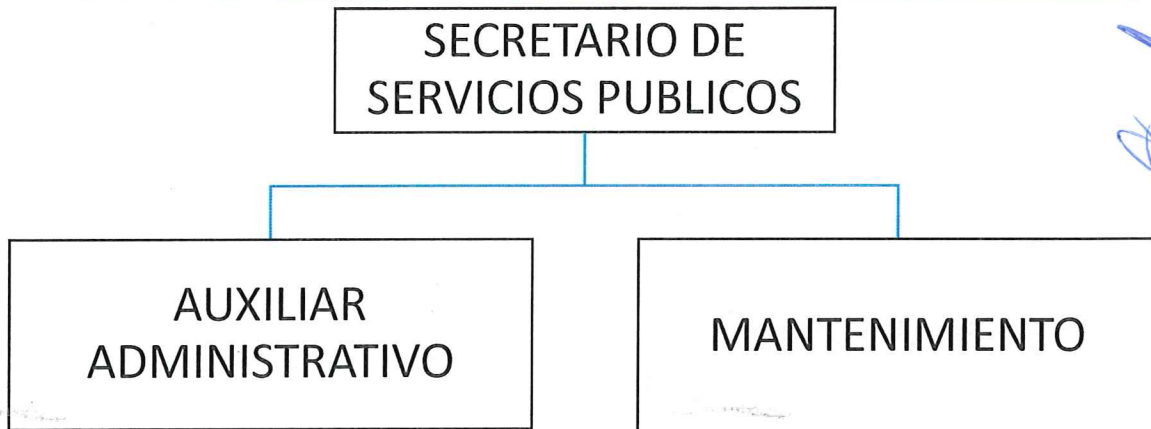 SECRETARIO DE
SERVICIOS PUBLICOS
AUXILIAR
ADMINISTRATIVO
MANTENIMIENTO